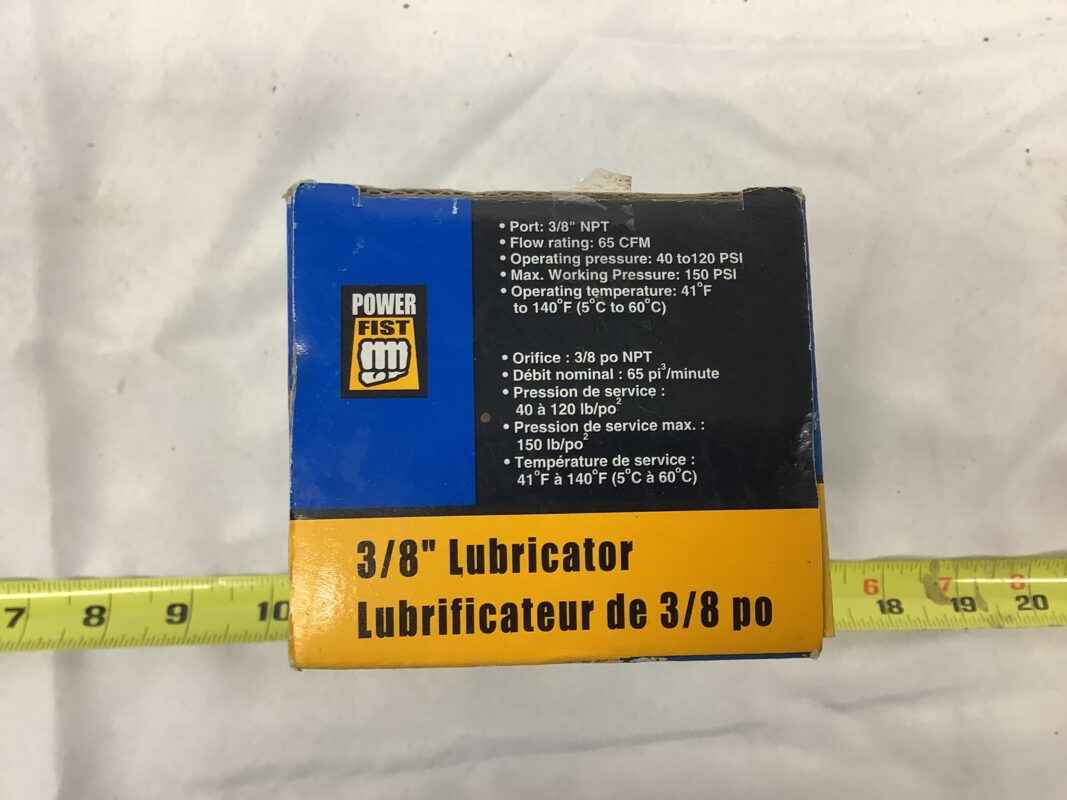 POWER
FIST
• Port: 3/8" NPT
• Flow rating: 65 CFM
• Operating pressure: 40 to120 PSI
• Max. Working Pressure: 150 PSI
• Operating temperature: 41°F
to 140°F (5°C to 60°C)
• Orifice : 3/8 po NPT
• Débit nominal : 65 pi³/minute
• Pression de service :
40 à 120 lb/po²
• Pression de service max. :
150 lb/po²
• Température de service :
41°F à 140°F (5°C à 60°C)
3/8" Lubricator
Lubrificateur de 3/8 po
7 8 9 10
6 7 8
18 19 20